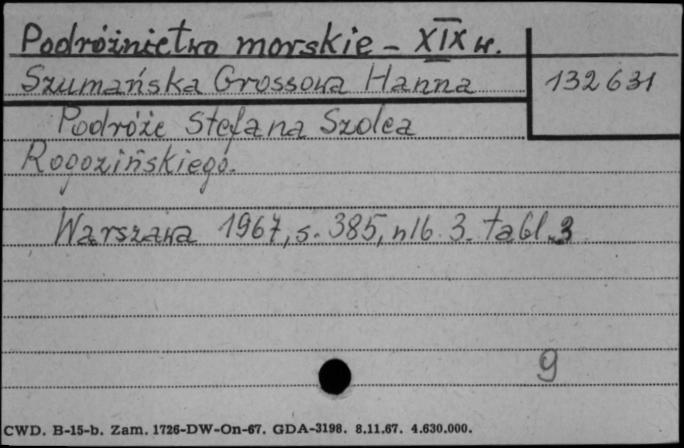 Podróżnictwo morskie - XIX w.
Szumańska Grossowa Hanna
132631
Podróże Stefana Szolca
Rogozińskiego.
Warszawa 1967, s. 385, nlb. 3. tabl. 3
9
CWD. B-15-b. Zam. 1726-DW-On-67. GDA-3198. 8.11.67. 4.630.000.